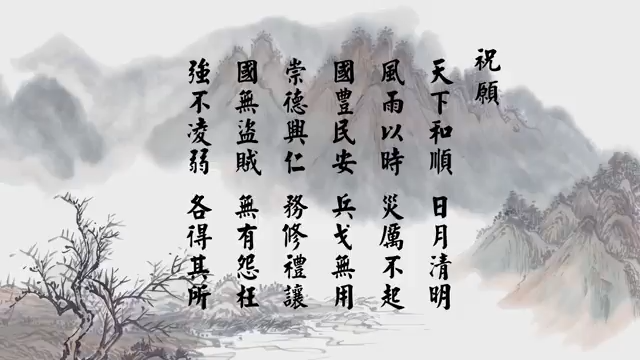 祝願
天下和順 日月清明
風雨以時 災厲不起
國豐民安 兵戈無用
崇德興仁 務修禮讓
國無盜賊 無有怨枉
強不凌弱 各得其所